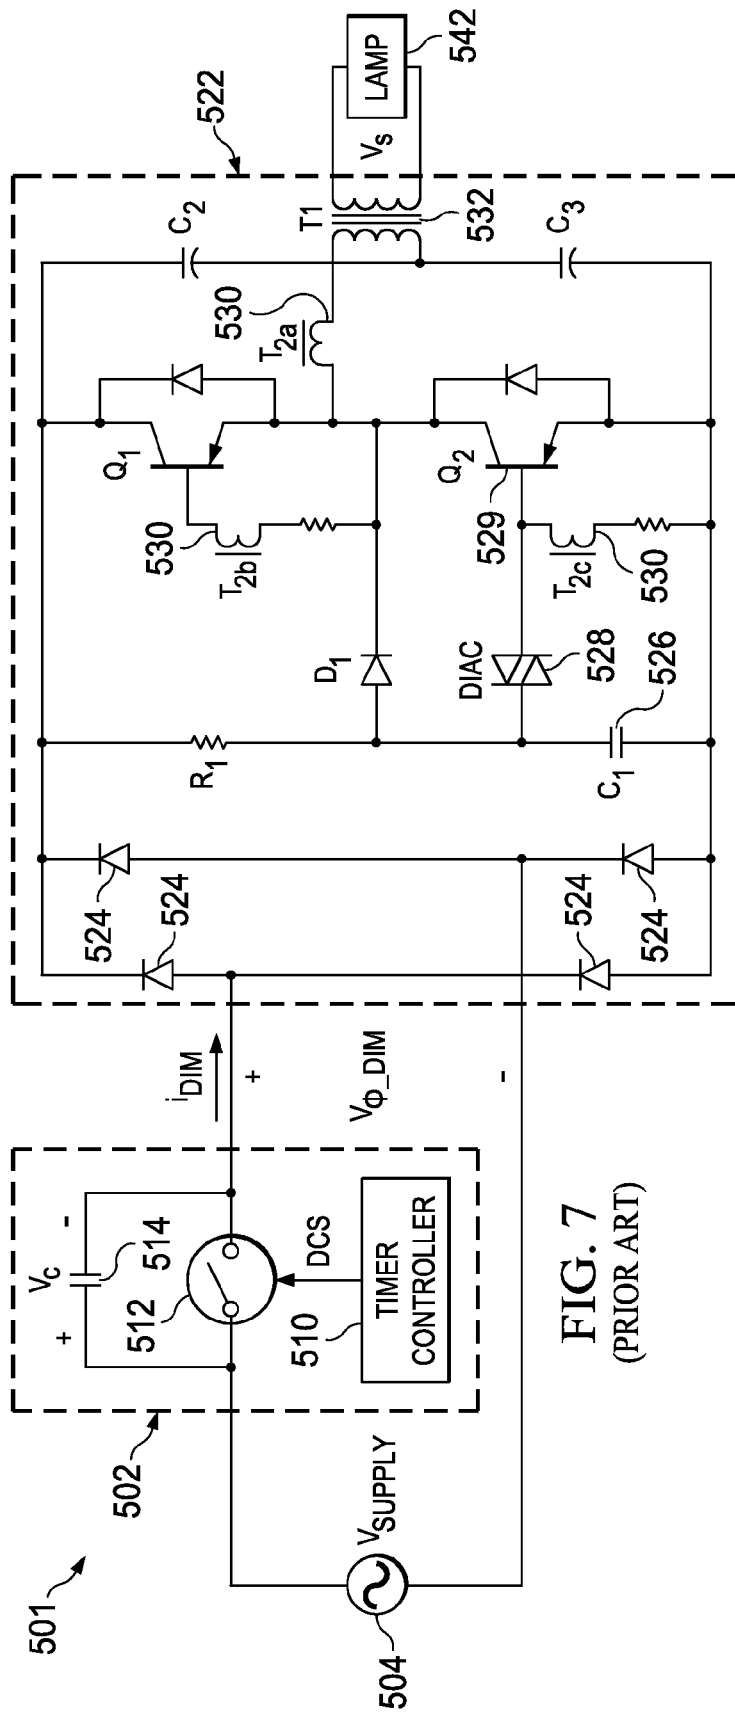 501
502
V_C
+
-
514
512
DCS
510
TIMER
CONTROLLER
V_SUPPLY
504
i_DIM
+
V_Φ_DIM
-
522
524
524
524
524
R_1
D_1
DIAC
528
C_1
526
Q_1
530
T_2b
Q_2
529
T_2c
530
T_2a
530
C_2
T1
532
C_3
V_S
LAMP
542
FIG. 7
(PRIOR ART)